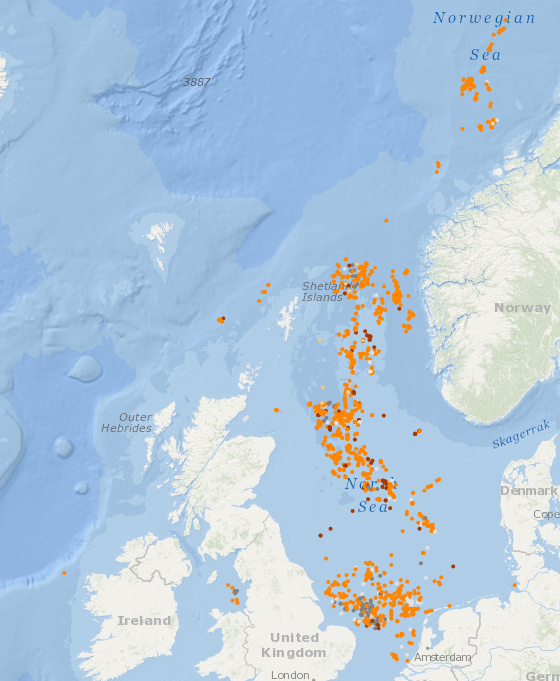 Norwegian
Sea
3887
Shetland
Islands
Norway
Outer
Hebrides
Skagerrak
North
Sea
Denmark
Cope
Ireland
United
Kingdom
Amsterdam
London
Germ